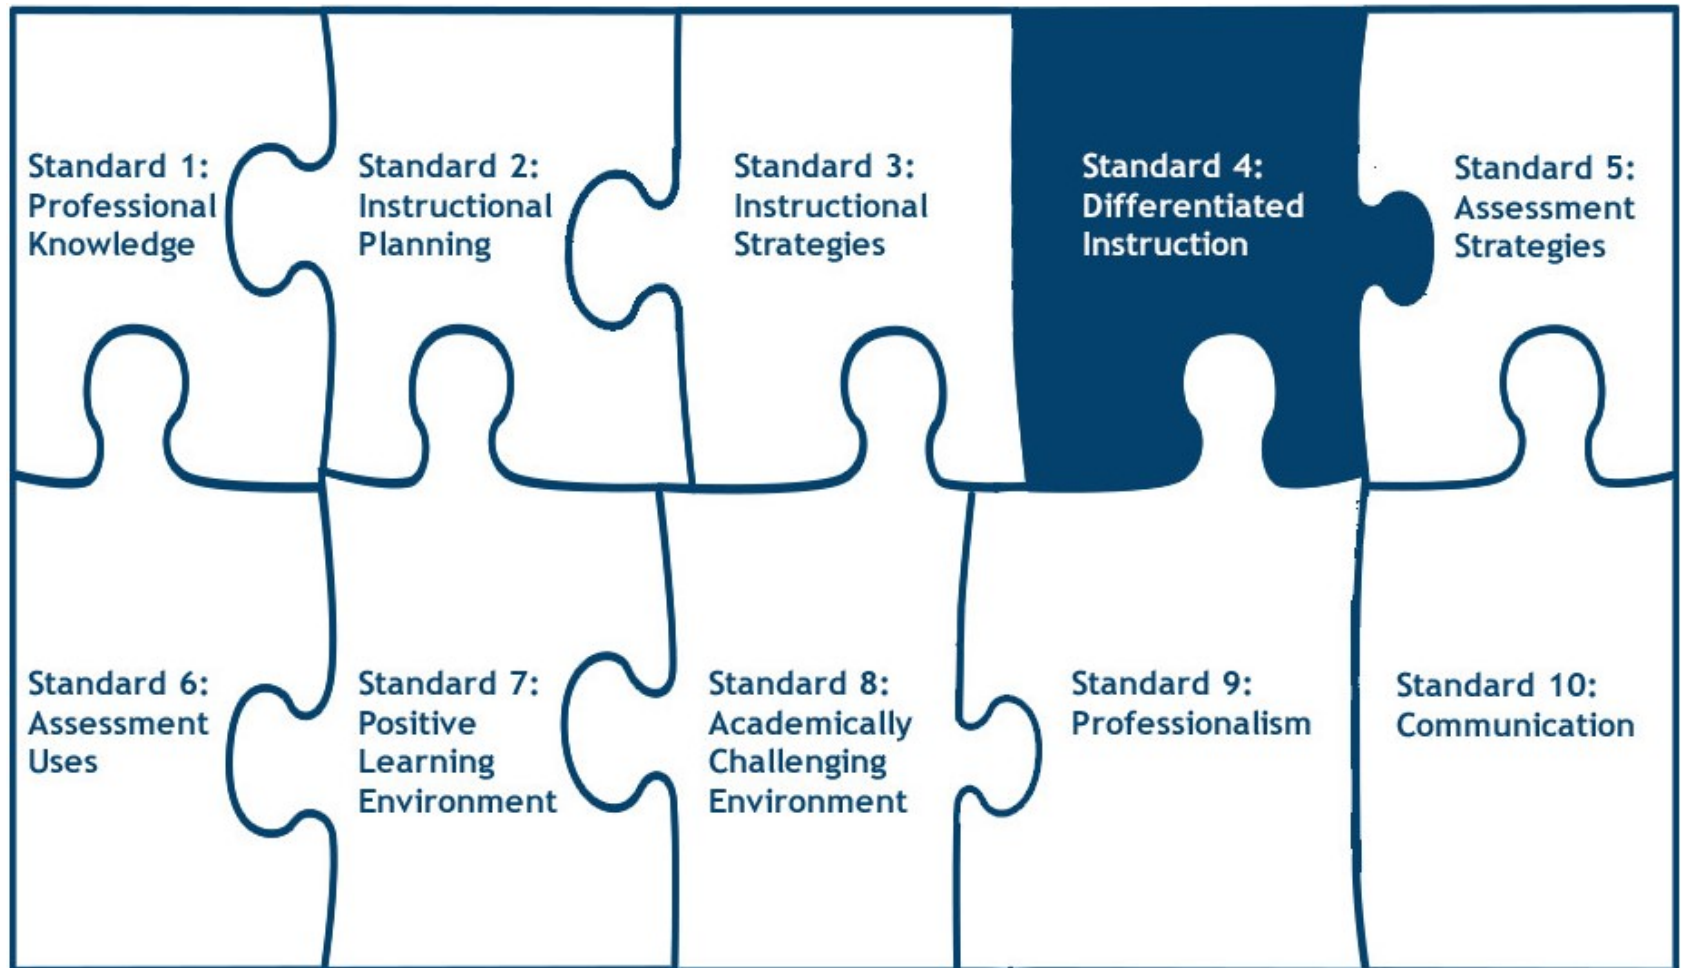 Standard 1:
Professional
Knowledge
Standard 2:
Instructional
Planning
Standard 3:
Instructional
Strategies
Standard 4:
Differentiated
Instruction
Standard 5:
Assessment
Strategies
Standard 6:
Assessment
Uses
Standard 7:
Positive
Learning
Environment
Standard 8:
Academically
Challenging
Environment
Standard 9:
Professionalism
Standard 10:
Communication